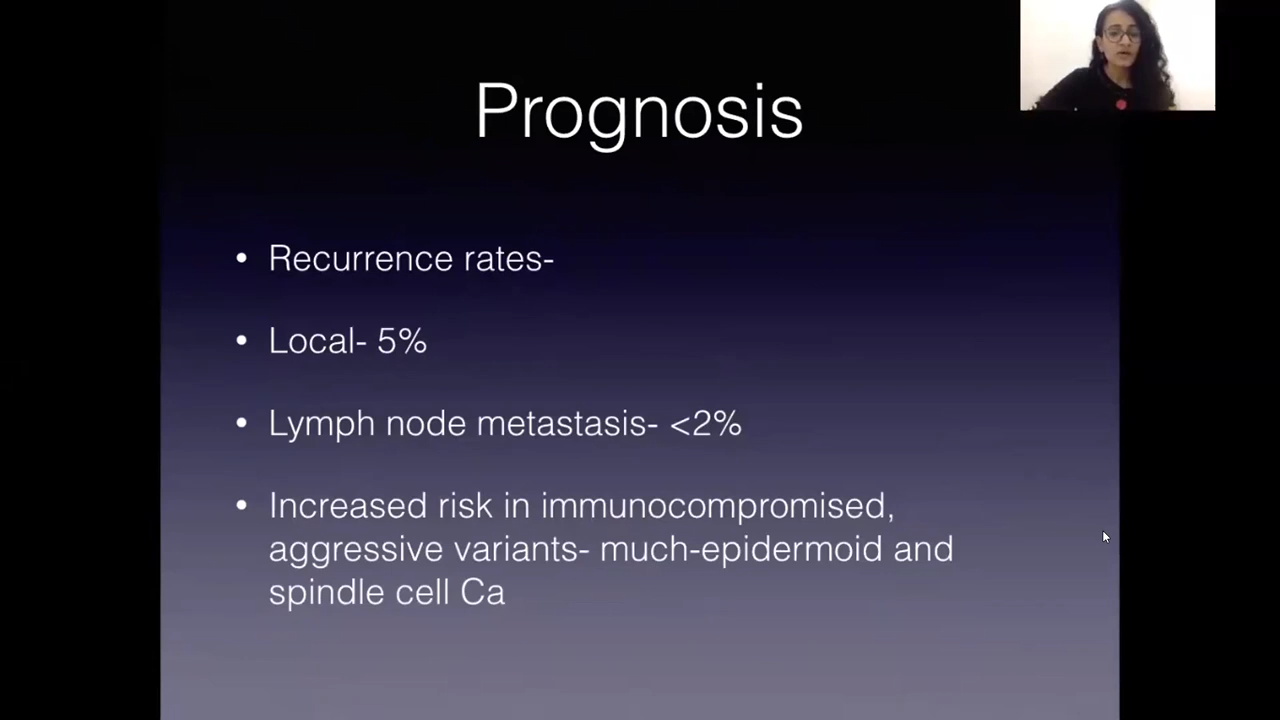 Prognosis
• Recurrence rates-
• Local- 5%
• Lymph node metastasis- <2%
• Increased risk in immunocompromised,
aggressive variants- much-epidermoid and
spindle cell Ca